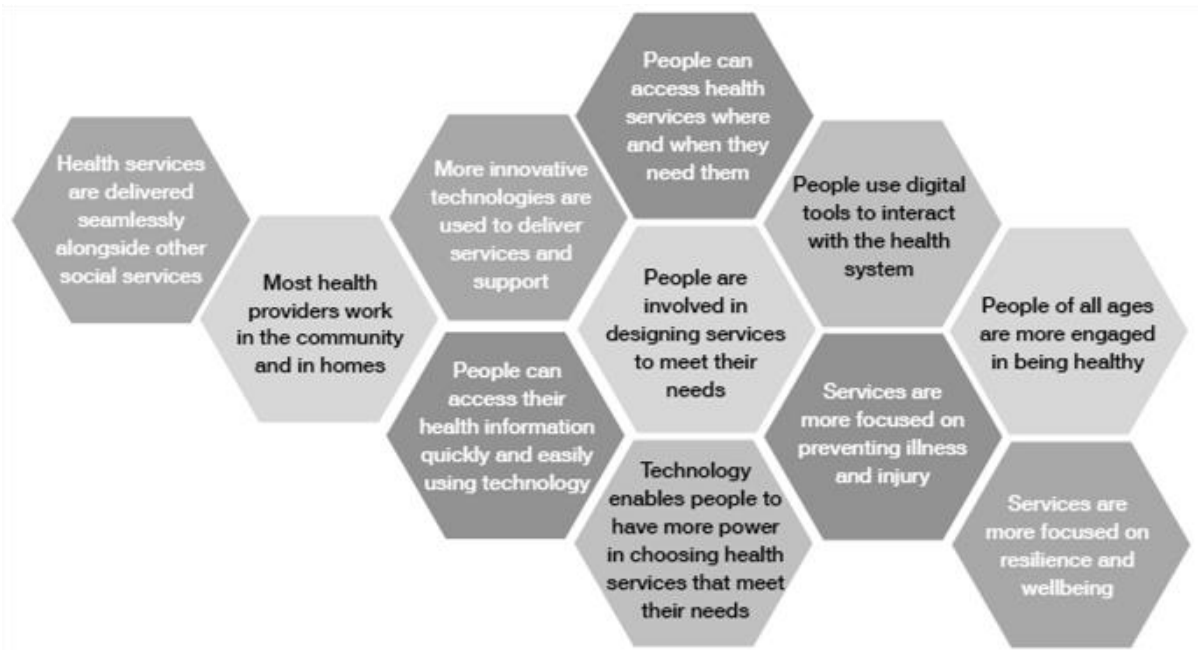 Health services
are delivered
seamlessly
alongside other
social services
Most health
providers work
in the community
and in homes
More innovative
technologies are
used to deliver
services and
support
People can
access their
health information
quickly and easily
using technology
People can
access health
services where
and when they
need them
People are
involved in
designing services
to meet their
needs
Technology
enables people to
have more power
in choosing health
services that meet
their needs
People use digital
tools to interact
with the health
system
Services are
more focused on
preventing illness
and injury
People of all ages
are more engaged
in being healthy
Services are
more focused on
resilience and
wellbeing